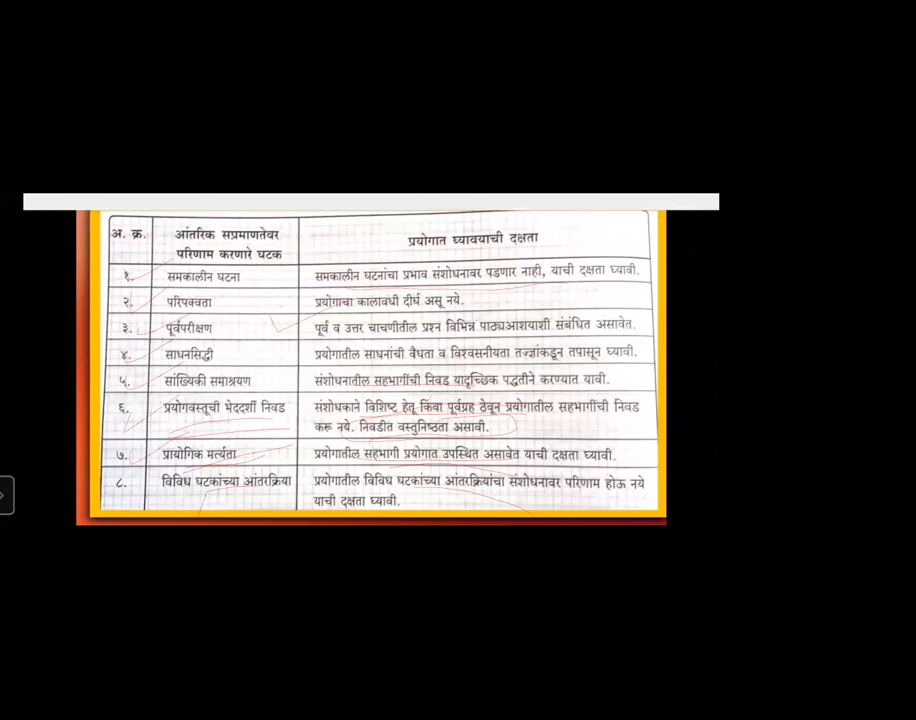 अ. क्र. आंतरिक सप्रमाणतेवर प्रयोगात घ्यावयाची दक्षता
परिणाम करणारे घटक
१. समकालीन घटना समकालीन घटनांचा प्रभाव संशोधनावर पडणार नाही, याची दक्षता घ्यावी.
२. परिपक्वता प्रयोगाचा कालावधी दीर्घ असू नये.
३. पूर्वपरीक्षण पूर्व व उत्तर चाचणीतील प्रश्न विभिन्न पाठ्यआशयाशी संबंधित असावेत.
४. साधनसिद्धी प्रयोगातील साधनांची वैधता व विश्वसनीयता तज्ज्ञांकडून तपासून घ्यावी.
५. सांख्यिकी समाश्रयण संशोधनातील सहभागींची निवड यादृच्छिक पद्धतीने करण्यात यावी.
६. प्रयोगवस्तूची भेददर्शी निवड संशोधकाने विशिष्ट हेतू किंवा पूर्वग्रह ठेवून प्रयोगातील सहभागींची निवड
करू नये. निवडीत वस्तुनिष्ठता असावी.
७. प्रायोगिक मर्त्यता प्रयोगातील सहभागी प्रयोगात उपस्थित असावेत याची दक्षता घ्यावी.
८. विविध घटकांच्या आंतरक्रिया प्रयोगातील विविध घटकांच्या आंतरक्रियांचा संशोधनावर परिणाम होऊ नये
याची दक्षता घ्यावी.